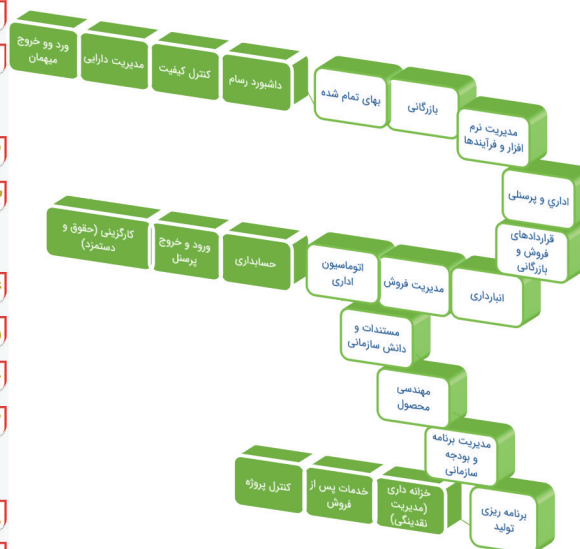 ورد وو خروج
میهمان
مدیریت دارایی
کنترل کیفیت
داشبورد رسام
بهای تمام شده
بازرگانی
مدیریت نرم
افزار و فرآیندها
اداري و پرسنلی
قراردادهای
فروش و
بازرگانی
انبارداری
مدیریت فروش
اتوماسیون
اداری
حسابداری
ورود و خروج
پرسنل
کارگزینی (حقوق و
دستمزد)
مستندات و
دانش سازمانی
مهندسی
محصول
مدیریت برنامه
و بودجه
سازمانی
برنامه ریزی
تولید
خزانه داری
(مدیریت
نقدینگی)
خدمات پس از
فروش
کنترل پروژه